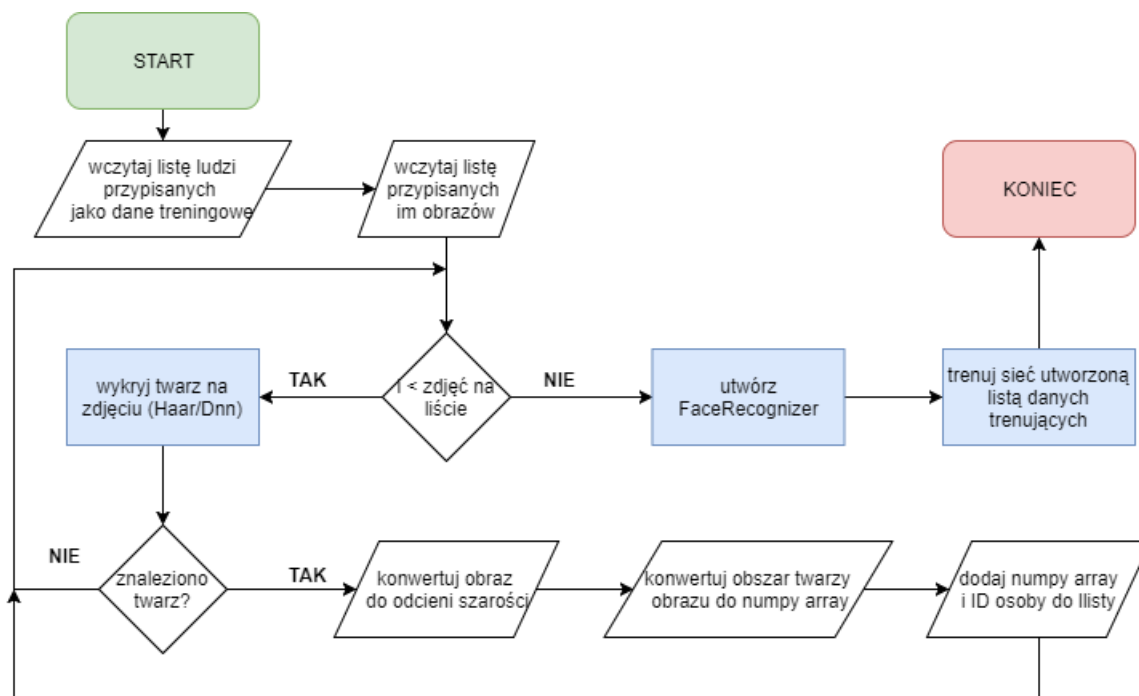 START
wczytaj listę ludzi
przypisanych
jako dane treningowe
wczytaj listę
przypisanych
im obrazów
KONIEC
wykryj twarz na
zdjęciu (Haar/Dnn)
TAK
I < zdjęć na
liście
NIE
utwórz
FaceRecognizer
trenuj sieć utworzoną
listą danych
trenujących
NIE
znaleziono
twarz?
TAK
konwertuj obraz
do odcieni szarości
konwertuj obszar twarzy
obrazu do numpy array
dodaj numpy array
i ID osoby do llisty